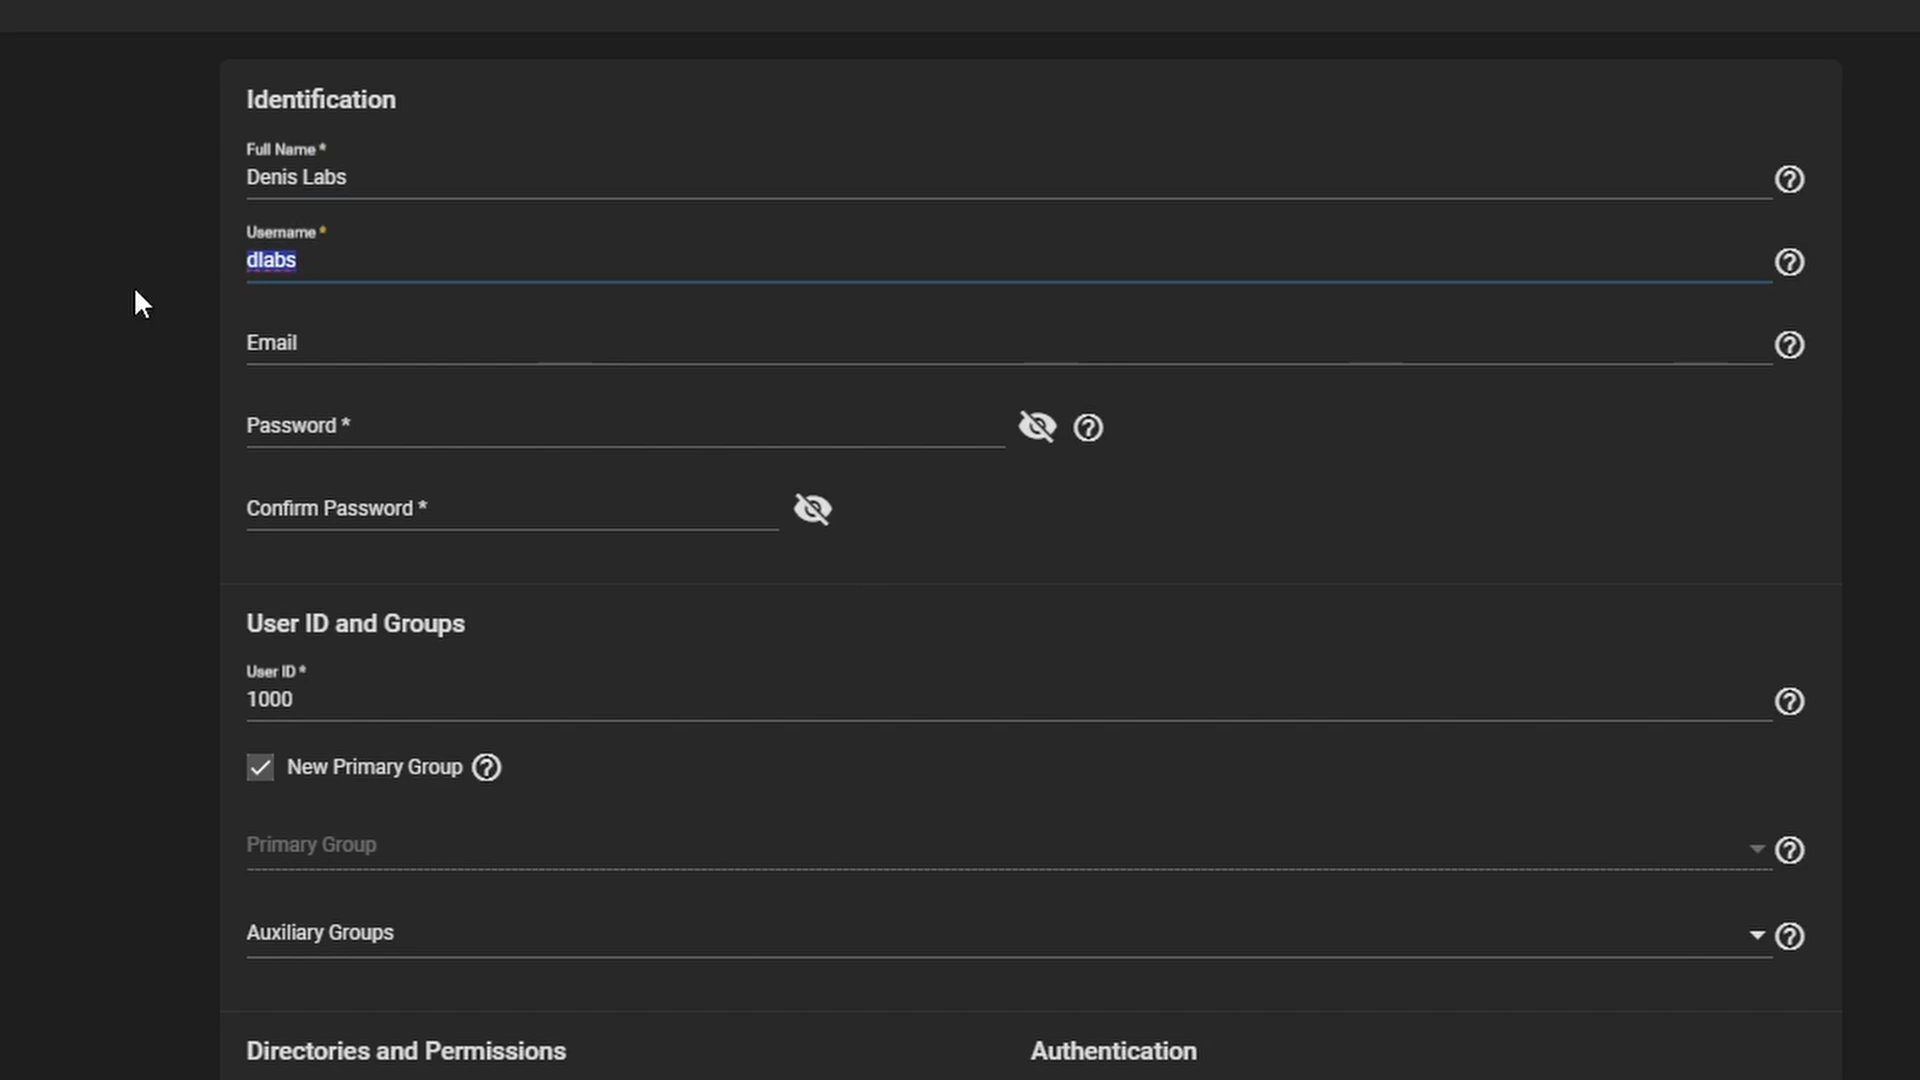 Identification
Full Name *
Denis Labs
Username *
dlabs
Email
Password *
Confirm Password *
User ID and Groups
User ID *
1000
New Primary Group
Primary Group
Auxiliary Groups
Directories and Permissions
Authentication